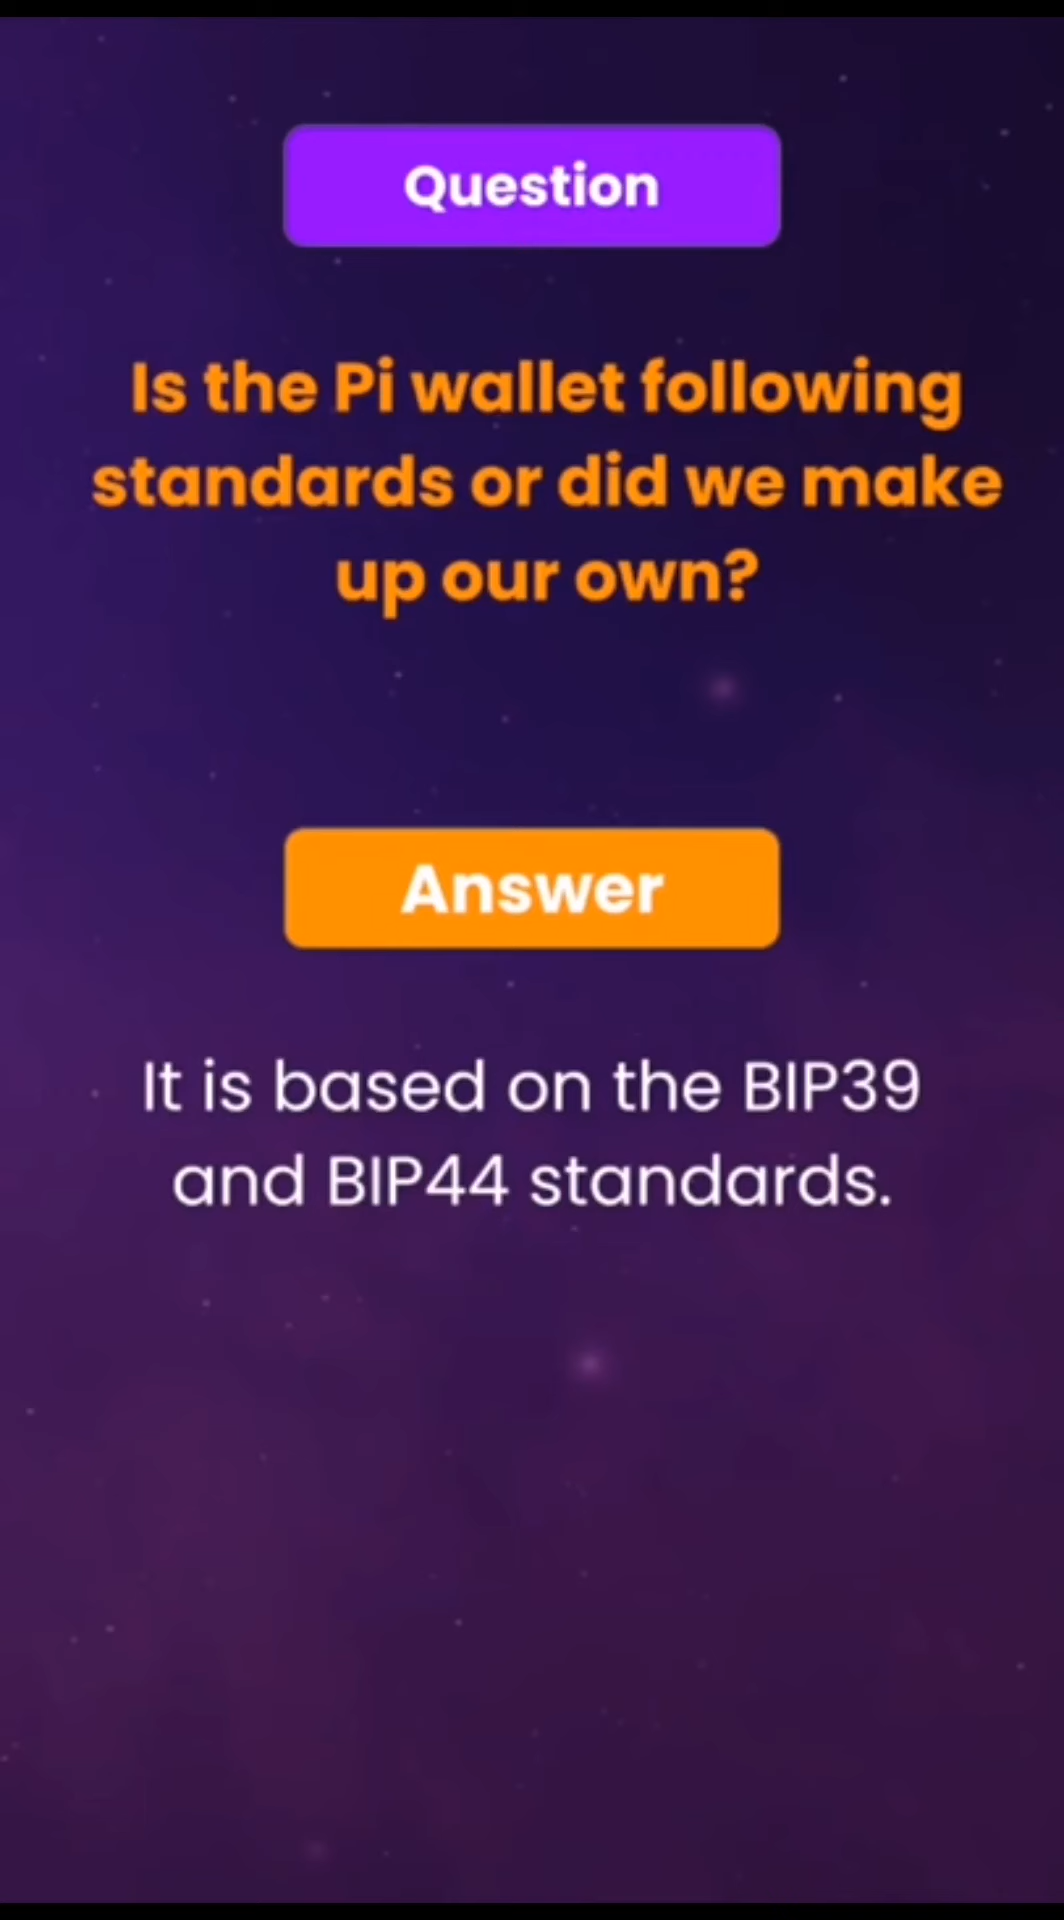 Question
Is the Pi wallet following
standards or did we make
up our own?
Answer
It is based on the BIP39
and BIP44 standards.